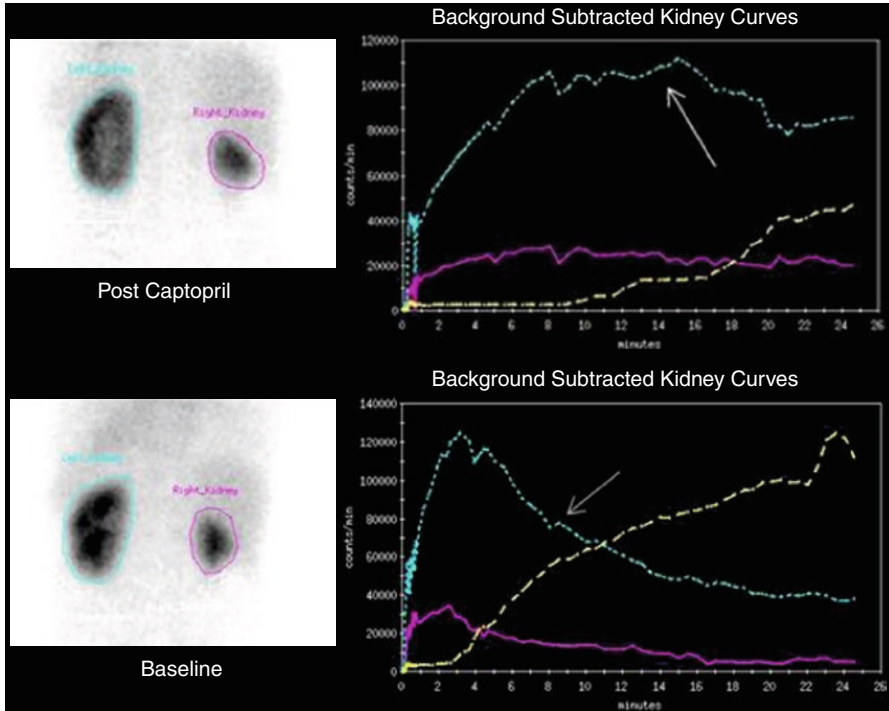 Background Subtracted Kidney Curves
Left_Kidney
Right_Kidney
Post Captopril
counts/min
120000
100000
80000
60000
40000
20000
0
0 2 4 6 8 10 12 14 16 18 20 22 24 26
minutes
Background Subtracted Kidney Curves
Left_Kidney
Right_Kidney
Baseline
counts/min
140000
120000
100000
80000
60000
40000
20000
0
0 2 4 6 8 10 12 14 16 18 20 22 24 26
minutes